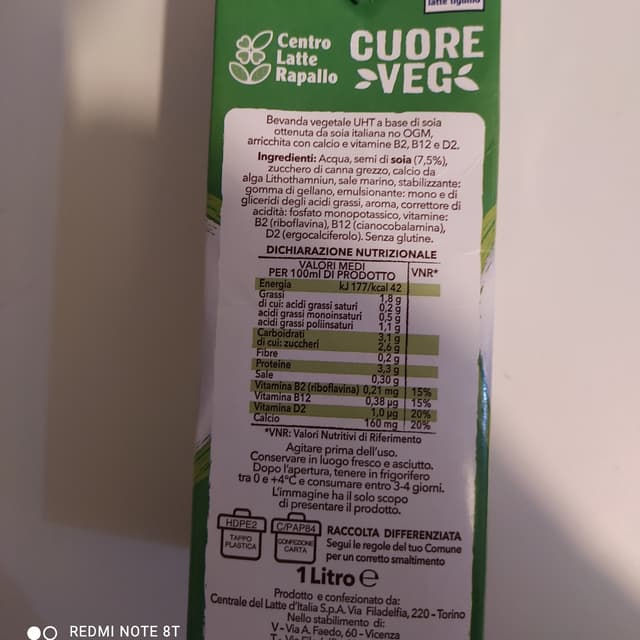 latte ligure
Centro
Latte
Rapallo
CUORE
VEG
Bevanda vegetale UHT a base di soia
ottenuta da soia italiana no OGM,
arricchita con calcio e vitamine B2, B12 e D2.
Ingredienti: Acqua, semi di soia (7,5%),
zucchero di canna grezzo, calcio da
alga Lithothamniun, sale marino, stabilizzante:
gomma di gellano, emulsionante: mono e di-
gliceridi degli acidi grassi, aroma, correttore di
acidità: fosfato monopotassico, vitamine:
B2 (riboflavina), B12 (cianocobalamina),
D2 (ergocalciferolo). Senza glutine.
DICHIARAZIONE NUTRIZIONALE
VALORI MEDI
PER 100ml DI PRODOTTO VNR*
Energia kJ 177/kcal 42
Grassi 1,8 g
di cui: acidi grassi saturi 0,2 g
acidi grassi monoinsaturi 0,5 g
acidi grassi poliinsaturi 1,1 g
Carboidrati 3,1 g
di cui: zuccheri 2,6 g
Fibre 0,2 g
Proteine 3,3 g
Sale 0,30 g
Vitamina B2 (riboflavina) 0,21 mg 15%
Vitamina B12 0,38 µg 15%
Vitamina D2 1,0 µg 20%
Calcio 160 mg 20%
*VNR: Valori Nutritivi di Riferimento
Agitare prima dell'uso.
Conservare in luogo fresco e asciutto.
Dopo l'apertura, tenere in frigorifero
tra 0 e +4°C e consumare entro 3-4 giorni.
L'immagine ha il solo scopo
di presentare il prodotto.
HDPE2
TAPPO
PLASTICA
C/PAP84
CONFEZIONE
CARTA
RACCOLTA DIFFERENZIATA
Segui le regole del tuo Comune
per un corretto smaltimento
1 Litro e
Prodotto e confezionato da:
Centrale del Latte d'Italia S.p.A. Via Filadelfia, 220 - Torino
Nello stabilimento di:
V - Via A. Faedo, 60 - Vicenza
REDMI NOTE 8T